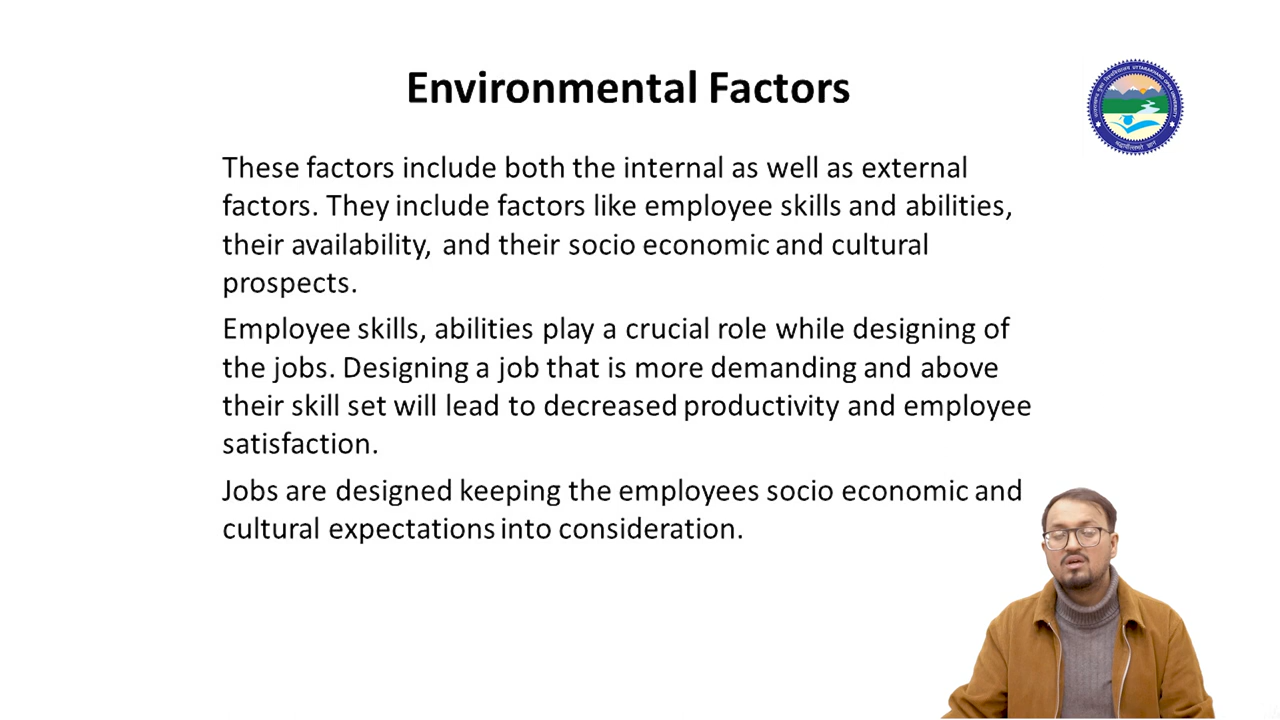 Environmental Factors
These factors include both the internal as well as external
factors. They include factors like employee skills and abilities,
their availability, and their socio economic and cultural
prospects.
Employee skills, abilities play a crucial role while designing of
the jobs. Designing a job that is more demanding and above
their skill set will lead to decreased productivity and employee
satisfaction.
Jobs are designed keeping the employees socio economic and
cultural expectations into consideration.
UTTARAKHAND OPEN UNIVERSITY